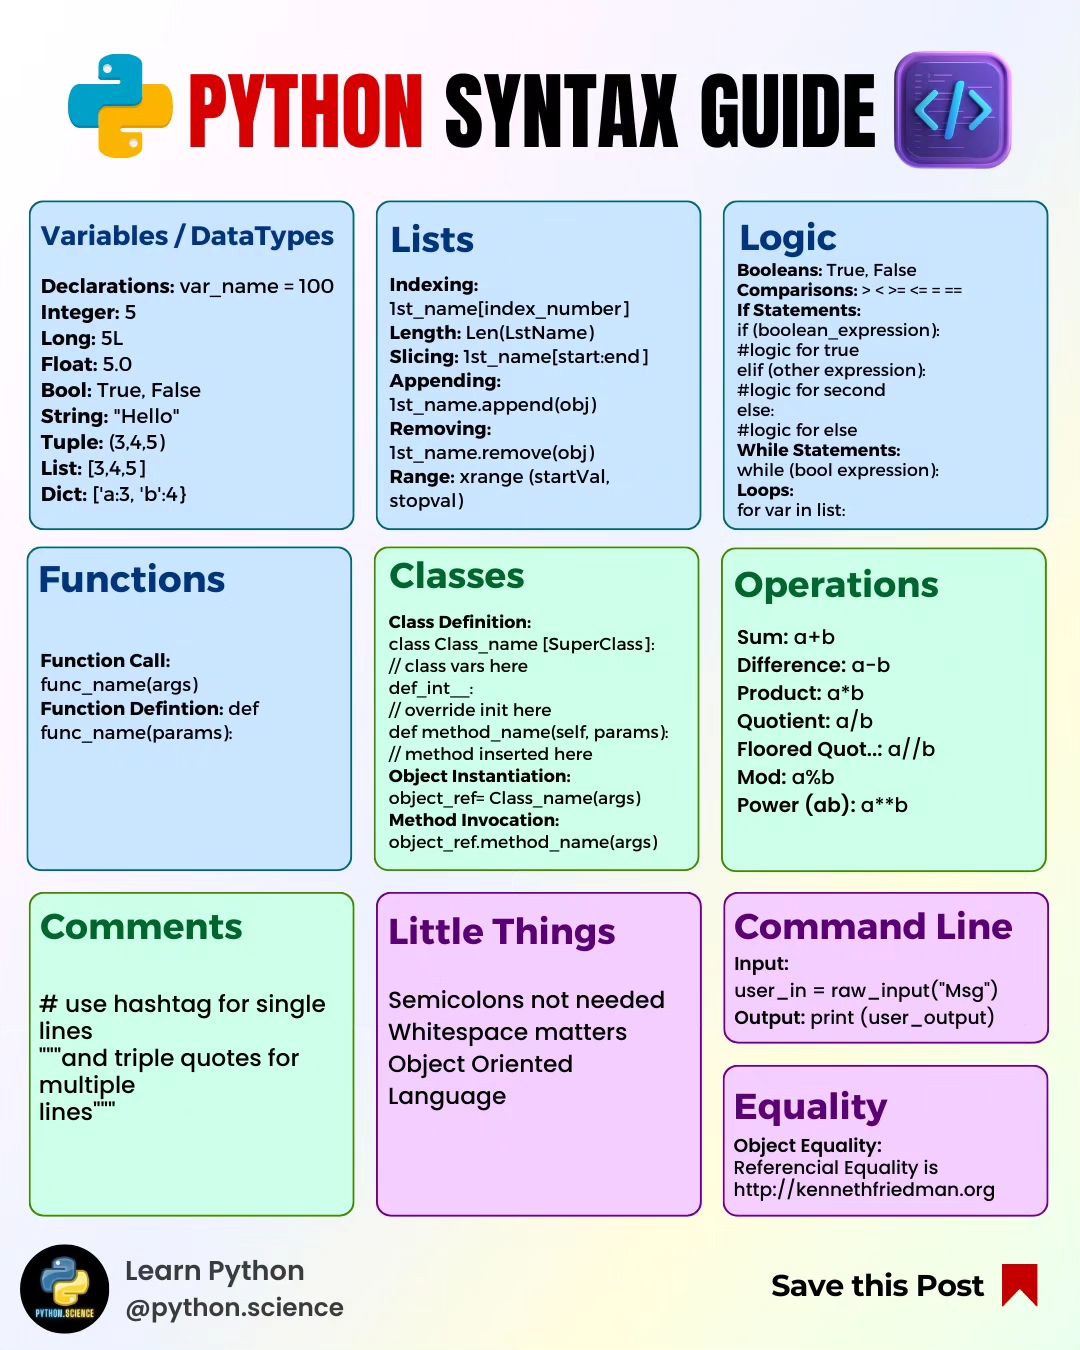 PYTHON SYNTAX GUIDE
</>
Variables / DataTypes
Declarations: var_name = 100
Integer: 5
Long: 5L
Float: 5.0
Bool: True, False
String: "Hello"
Tuple: (3,4,5)
List: [3,4,5]
Dict: ['a:3, 'b':4}
Lists
Indexing:
1st_name[index_number]
Length: Len(LstName)
Slicing: 1st_name[start:end]
Appending:
1st_name.append(obj)
Removing:
1st_name.remove(obj)
Range: xrange (startVal,
stopval)
Logic
Booleans: True, False
Comparisons: > < >= <= = ==
If Statements:
if (boolean_expression):
#logic for true
elif (other expression):
#logic for second
else:
#logic for else
While Statements:
while (bool expression):
Loops:
for var in list:
Functions
Function Call:
func_name(args)
Function Defintion: def
func_name(params):
Classes
Class Definition:
class Class_name [SuperClass]:
// class vars here
def_int__:
// override init here
def method_name(self, params):
// method inserted here
Object Instantiation:
object_ref= Class_name(args)
Method Invocation:
object_ref.method_name(args)
Operations
Sum: a+b
Difference: a-b
Product: a*b
Quotient: a/b
Floored Quot..: a//b
Mod: a%b
Power (ab): a**b
Comments
# use hashtag for single
lines
"""and triple quotes for
multiple
lines"""
Little Things
Semicolons not needed
Whitespace matters
Object Oriented
Language
Command Line
Input:
user_in = raw_input("Msg")
Output: print (user_output)
Equality
Object Equality:
Referencial Equality is
http://kennethfriedman.org
PYTHON.SCIENCE
Learn Python
@python.science
Save this Post